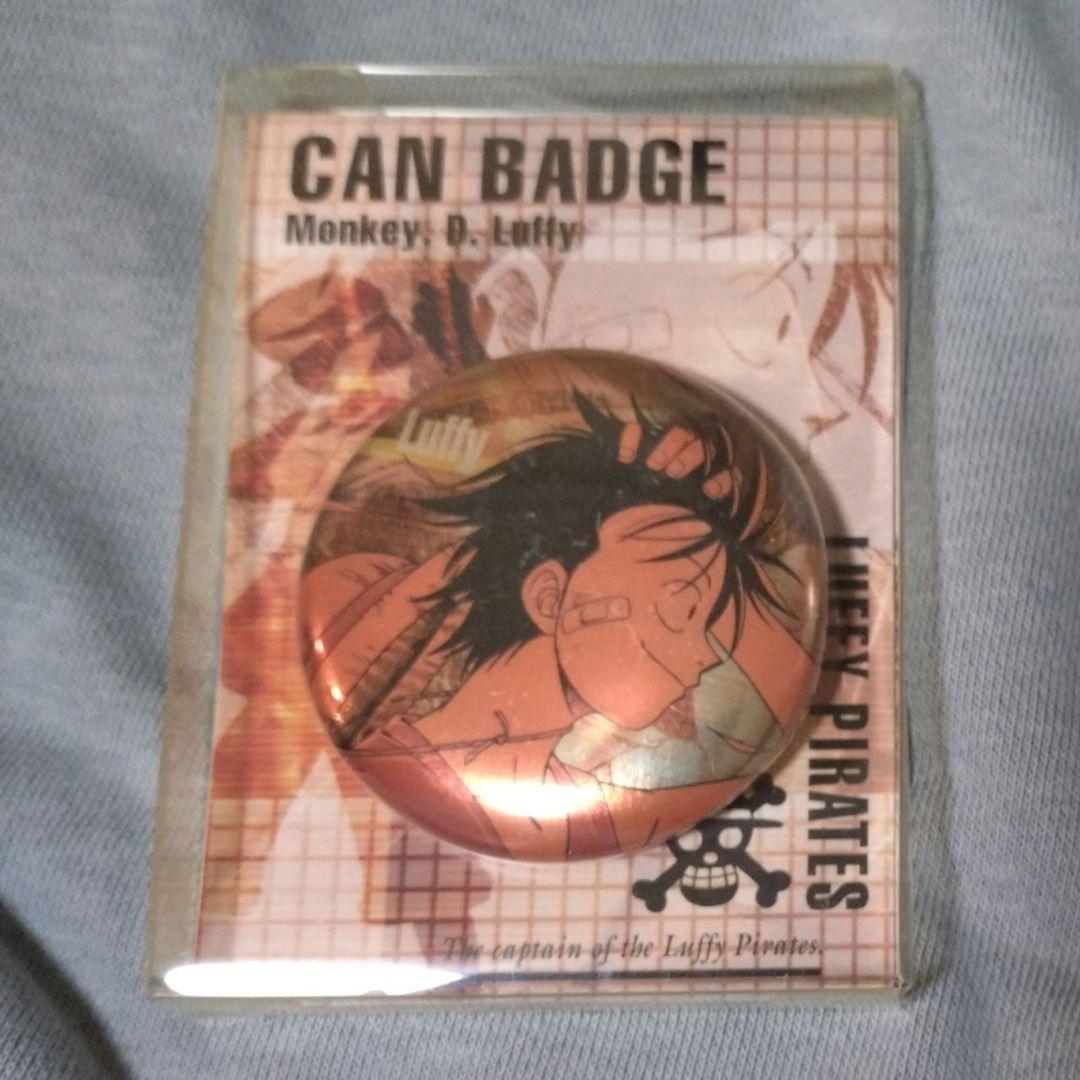 CAN BADGE
Monkey. D. Luffy
Luffy
LUFFY PIRATES
The captain of the Luffy Pirates.